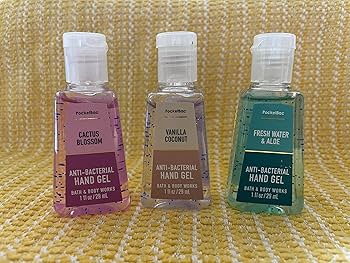 PocketBac
CACTUS
BLOSSOM
ANTI-BACTERIAL
HAND GEL
BATH & BODY WORKS
1 fl oz / 29 mL
PocketBac
VANILLA
COCONUT
ANTI-BACTERIAL
HAND GEL
BATH & BODY WORKS
1 fl oz / 29 mL
PocketBac
FRESH WATER
& ALOE
ANTI-BACTERIAL
HAND GEL
BATH & BODY WORKS
1 fl oz / 29 mL